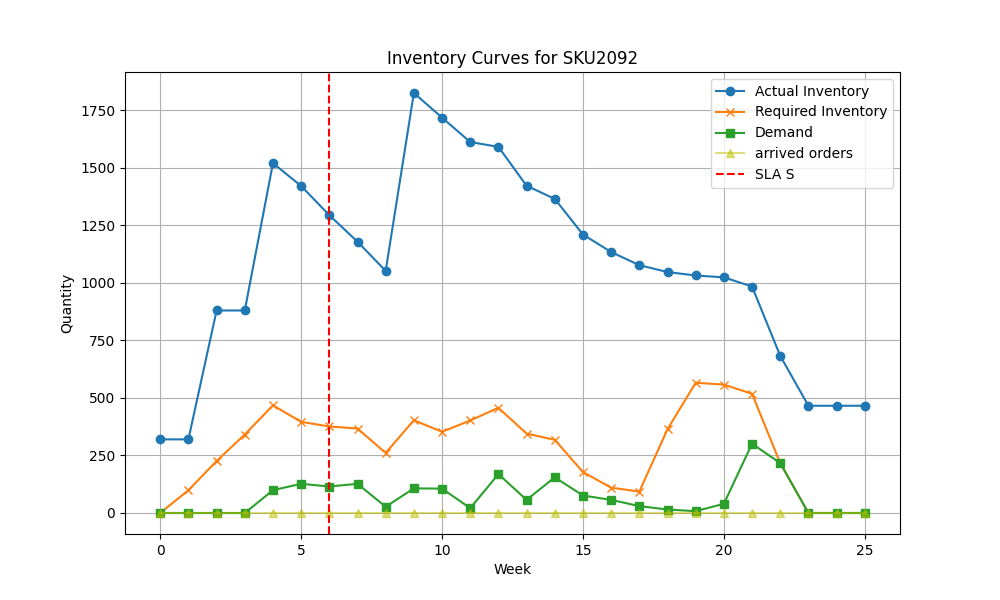 Inventory Curves for SKU2092
Actual Inventory
Required Inventory
Demand
arrived orders
SLA S
Quantity
1750
1500
1250
1000
750
500
250
0
0 5 10 15 20 25
Week